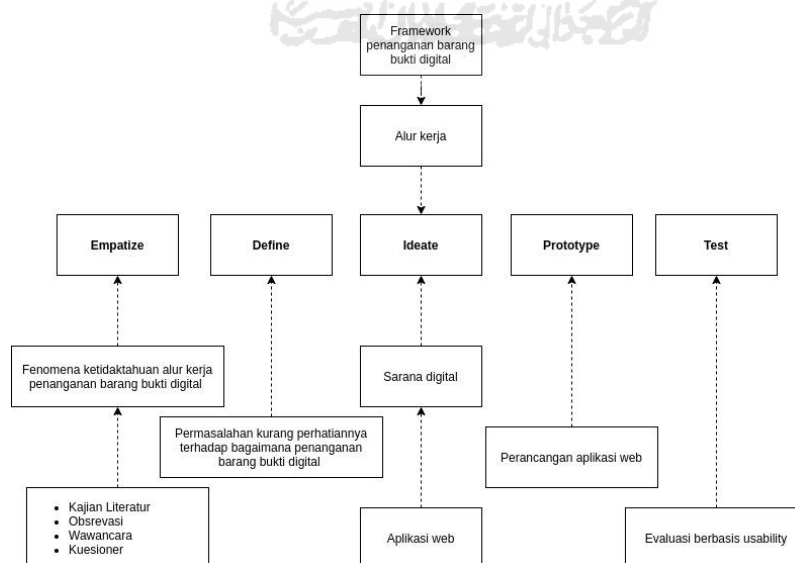 Framework
penanganan barang
bukti digital
Alur kerja
Empatize
Define
Ideate
Prototype
Test
Fenomena ketidaktahuan alur kerja
penanganan barang bukti digital
Sarana digital
Permasalahan kurang perhatiannya
terhadap bagaimana penanganan
barang bukti digital
Perancangan aplikasi web
• Kajian Literatur
• Obsrevasi
• Wawancara
• Kuesioner
Aplikasi web
Evaluasi berbasis usability